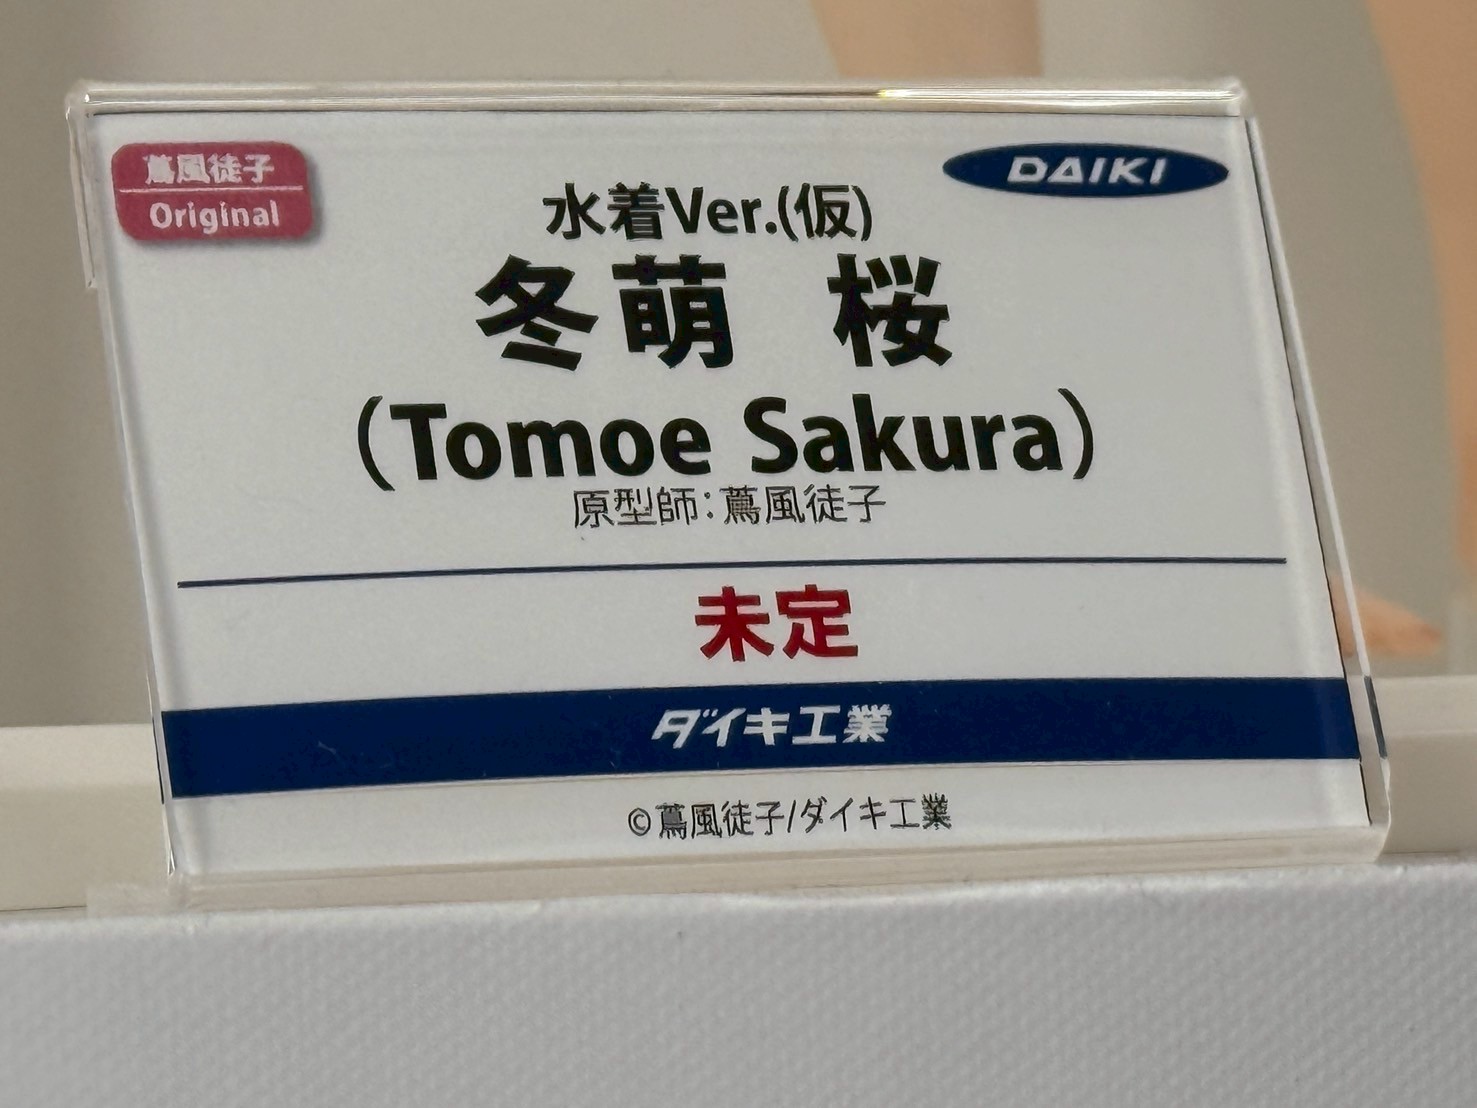 蔦風徒子
Original
DAIKI
水着Ver.(仮)
冬萌 桜
(Tomoe Sakura)
原型師：蔦風徒子
未定
ダイキ工業
©蔦風徒子/ダイキ工業